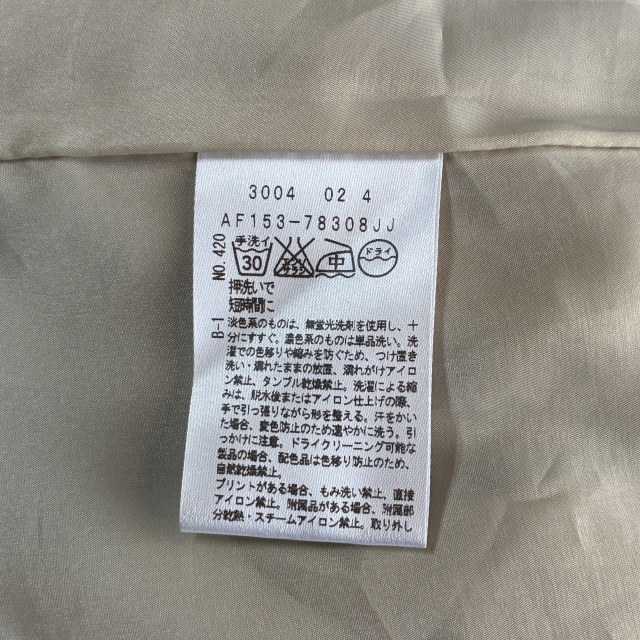 3004 02 4
AF153-78308JJ
手洗イ
30
エンソ
サラシ
中
ドライ
NO.420
B-1
押洗いで
短時間に
淡色系のものは、無蛍光洗剤を使用し、十
分にすすぐ。濃色系のものは単品洗い。洗
濯での色移りや縮みを防ぐため、つけ置き
洗い・濡れたままの放置、濡れがけアイロ
ン禁止、タンブル乾燥禁止。洗濯による縮
みは、脱水後またはアイロン仕上げの際、
手で引っ張りながら形を整える。汗をかい
た場合、変色防止のため速やかに洗う。引
っかけに注意。ドライクリーニング可能な
製品の場合、配色品は色移り防止のため、
自然乾燥禁止。
プリントがある場合、もみ洗い禁止。直接
アイロン禁止。附属品がある場合、附属部
分乾熱・スチームアイロン禁止。取り外し